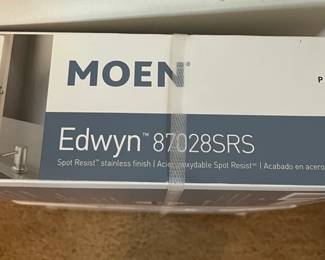 MOEN®
P
Edwyn™ 87028SRS
Spot Resist™ stainless finish | Acier inoxydable Spot Resist™ | Acabado en acero